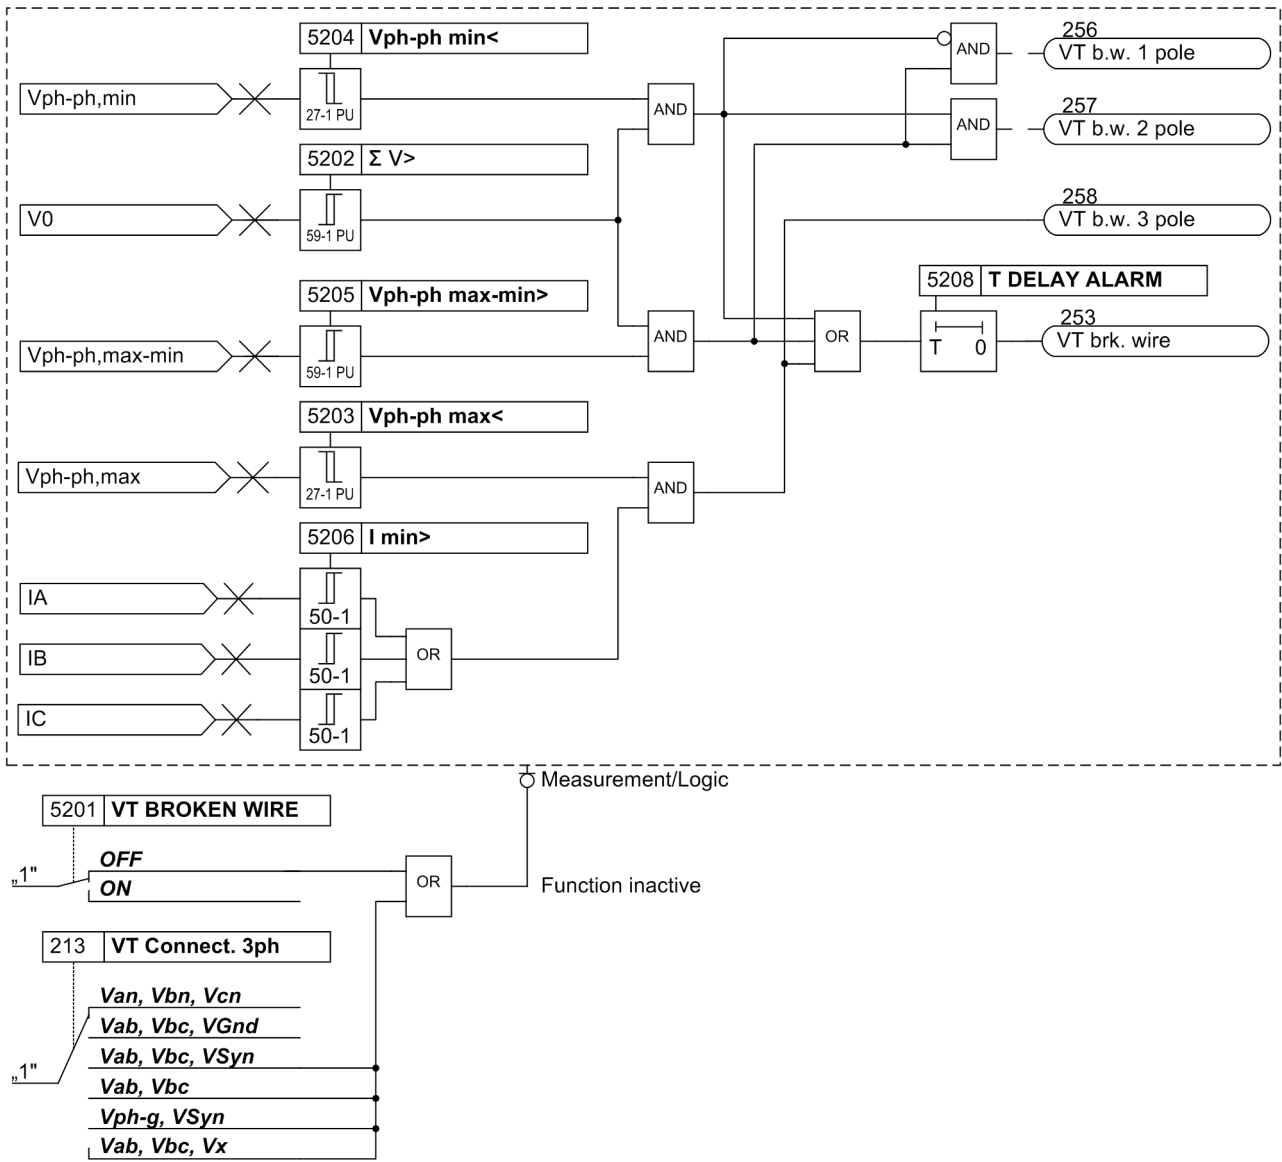 5204 Vph-ph min<
256
AND
VT b.w. 1 pole
Vph-ph,min
27-1 PU
AND
257
AND
VT b.w. 2 pole
5202 Σ V>
V0
59-1 PU
258
VT b.w. 3 pole
5205 Vph-ph max-min>
5208 T DELAY ALARM
Vph-ph,max-min
59-1 PU
AND
OR
T 0
253
VT brk. wire
5203 Vph-ph max<
Vph-ph,max
27-1 PU
AND
5206 I min>
IA
50-1
IB
50-1
OR
IC
50-1
Measurement/Logic
5201 VT BROKEN WIRE
„1"
OFF
ON
OR
Function inactive
213 VT Connect. 3ph
Van, Vbn, Vcn
Vab, Vbc, VGnd
Vab, Vbc, VSyn
„1"
Vab, Vbc
Vph-g, VSyn
Vab, Vbc, Vx